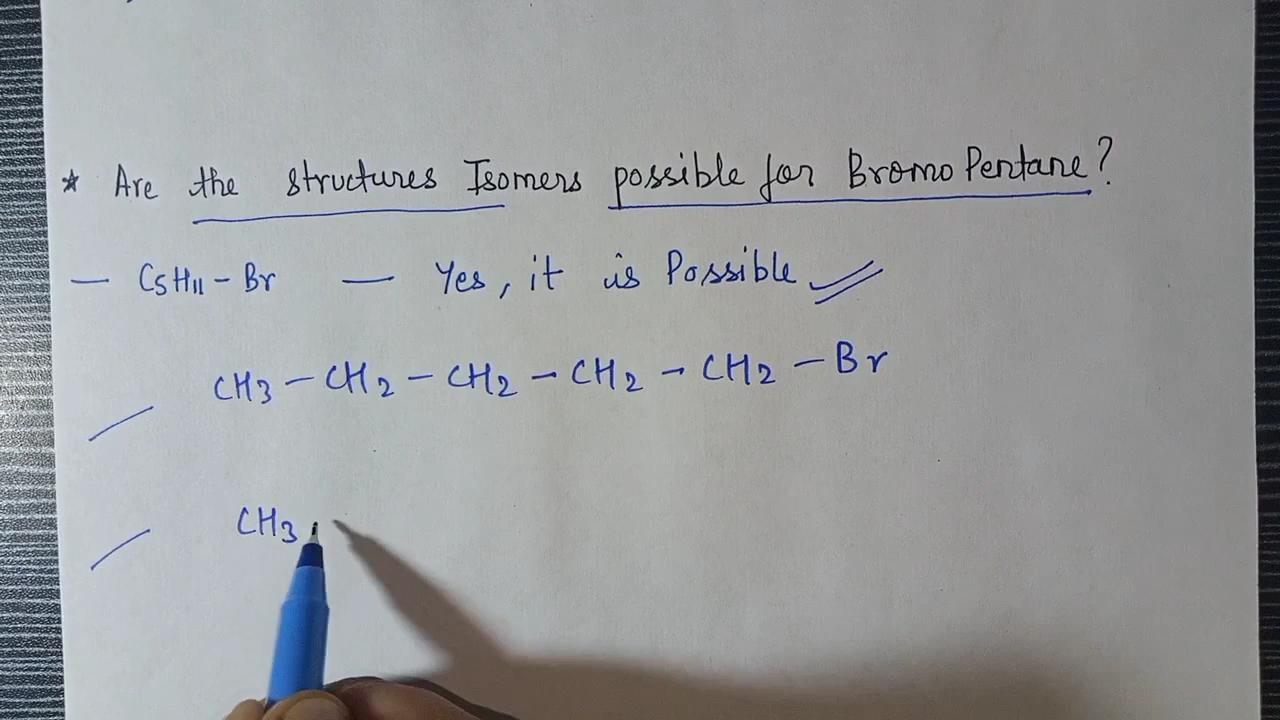 * Are the structures Isomers possible for Bromo Pentane?
— C5H11 - Br — Yes, it is Possible
CH3 - CH2 - CH2 - CH2 - CH2 - Br
CH3